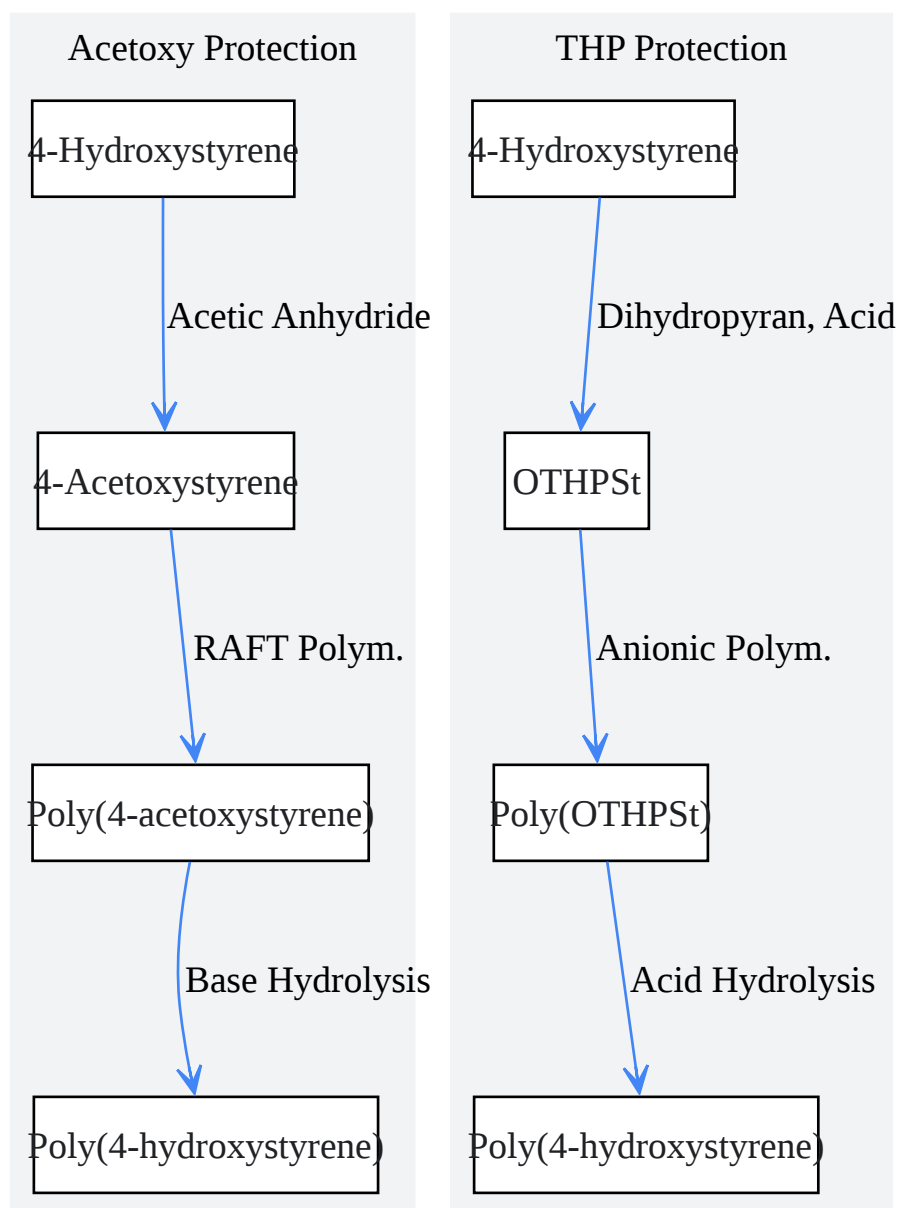 Acetoxy Protection
4-Hydroxystyrene
Acetic Anhydride
4-Acetoxystyrene
RAFT Polym.
Poly(4-acetoxystyrene)
Base Hydrolysis
Poly(4-hydroxystyrene)
THP Protection
4-Hydroxystyrene
Dihydropyran, Acid
OTHPSt
Anionic Polym.
Poly(OTHPSt)
Acid Hydrolysis
Poly(4-hydroxystyrene)